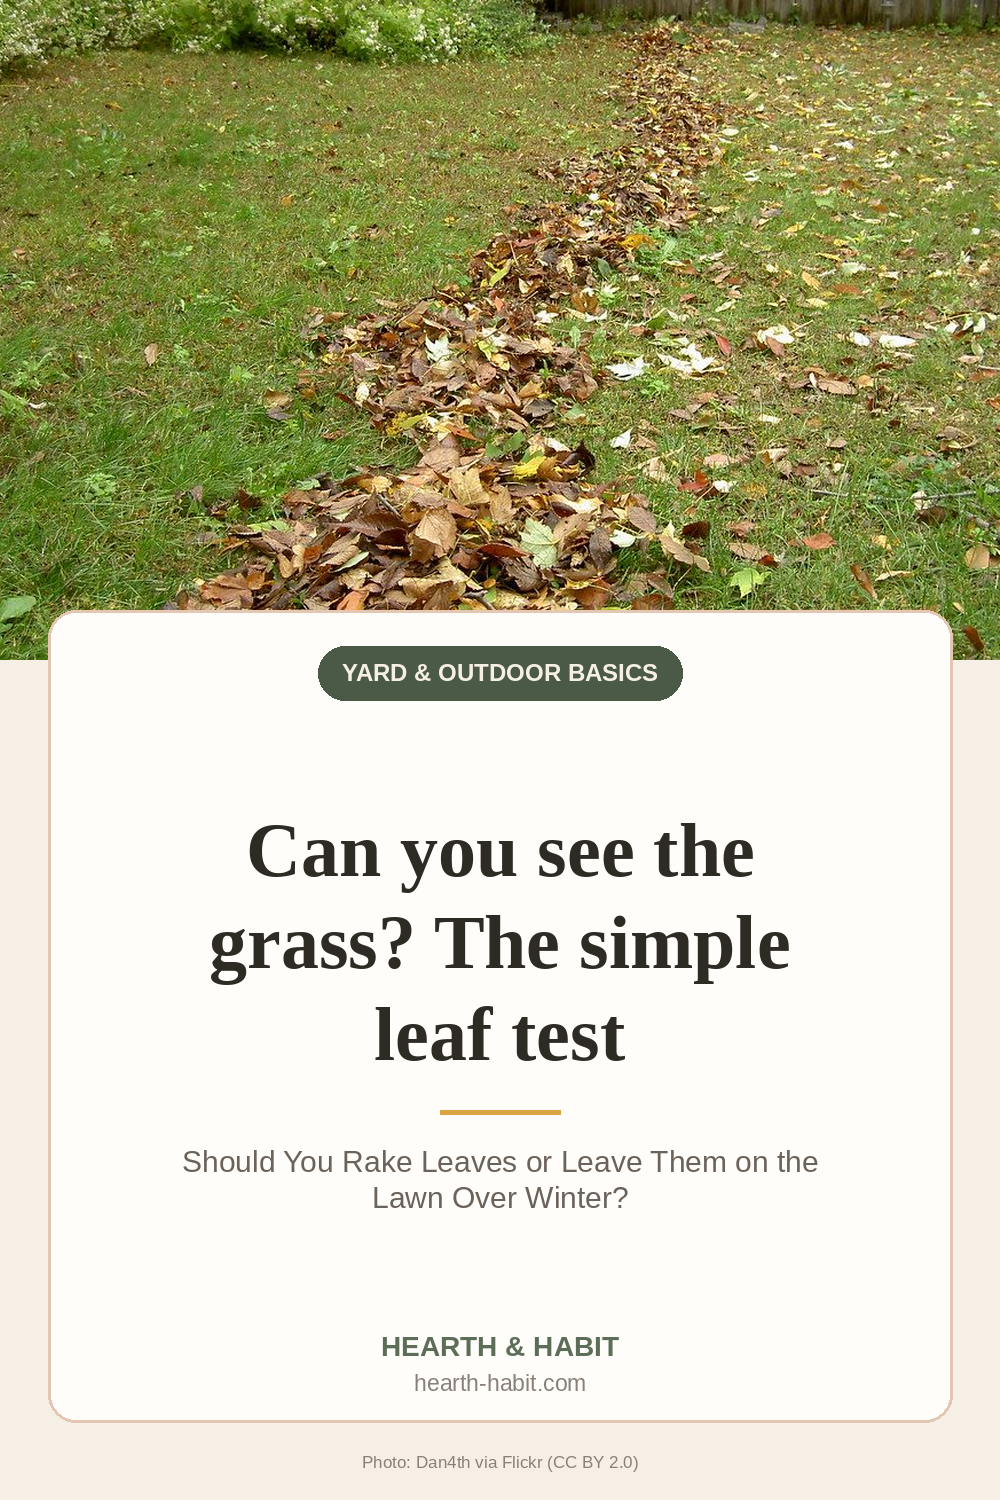 YARD & OUTDOOR BASICS
Can you see the
grass? The simple
leaf test
Should You Rake Leaves or Leave Them on the
Lawn Over Winter?
HEARTH & HABIT
hearth-habit.com
Photo: Dan4th via Flickr (CC BY 2.0)